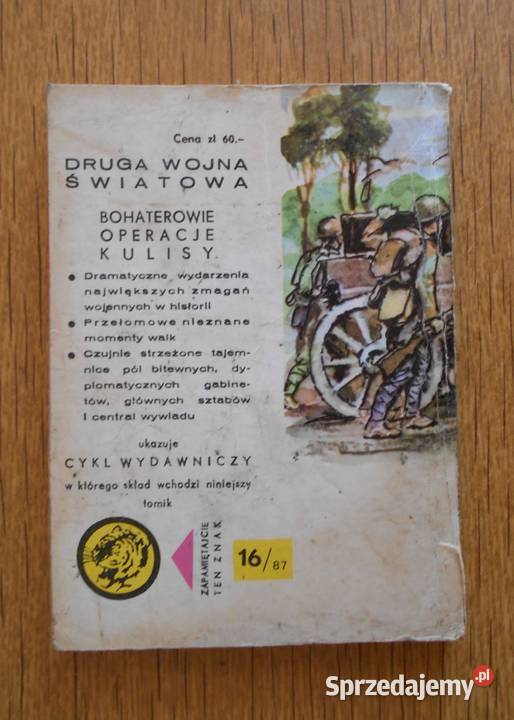 Cena zł 60.–
DRUGA WOJNA
ŚWIATOWA
BOHATEROWIE
OPERACJE
KULISY
● Dramatyczne wydarzenia
największych zmagań
wojennych w historii
● Przełomowe nieznane
momenty walk
● Czujnie strzeżone tajem-
nice pól bitewnych, dy-
plomatycznych gabine-
tów, głównych sztabów
i central wywiadu
ukazuje
CYKL WYDAWNICZY
w którego skład wchodzi niniejszy
tomik
ZAPAMIĘTAJCIE
TEN ZNAK
16/87
Sprzedajemy.pl